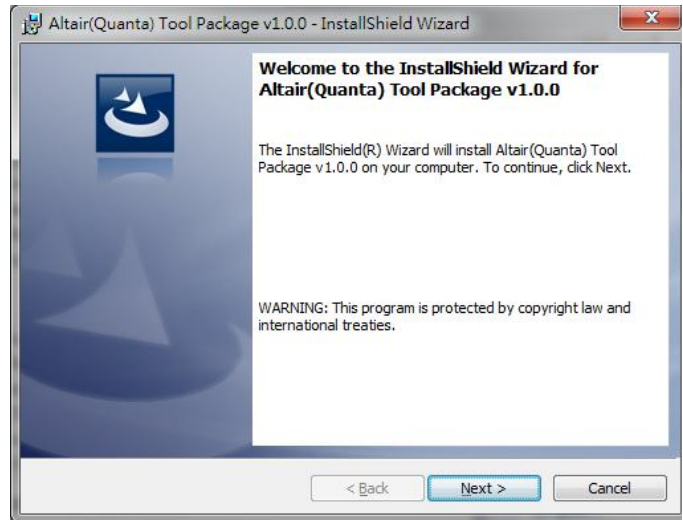 Altair(Quanta) Tool Package v1.0.0 - InstallShield Wizard
Welcome to the InstallShield Wizard for
Altair(Quanta) Tool Package v1.0.0
The InstallShield(R) Wizard will install Altair(Quanta) Tool
Package v1.0.0 on your computer. To continue, click Next.
WARNING: This program is protected by copyright law and
international treaties.
< Back Next > Cancel